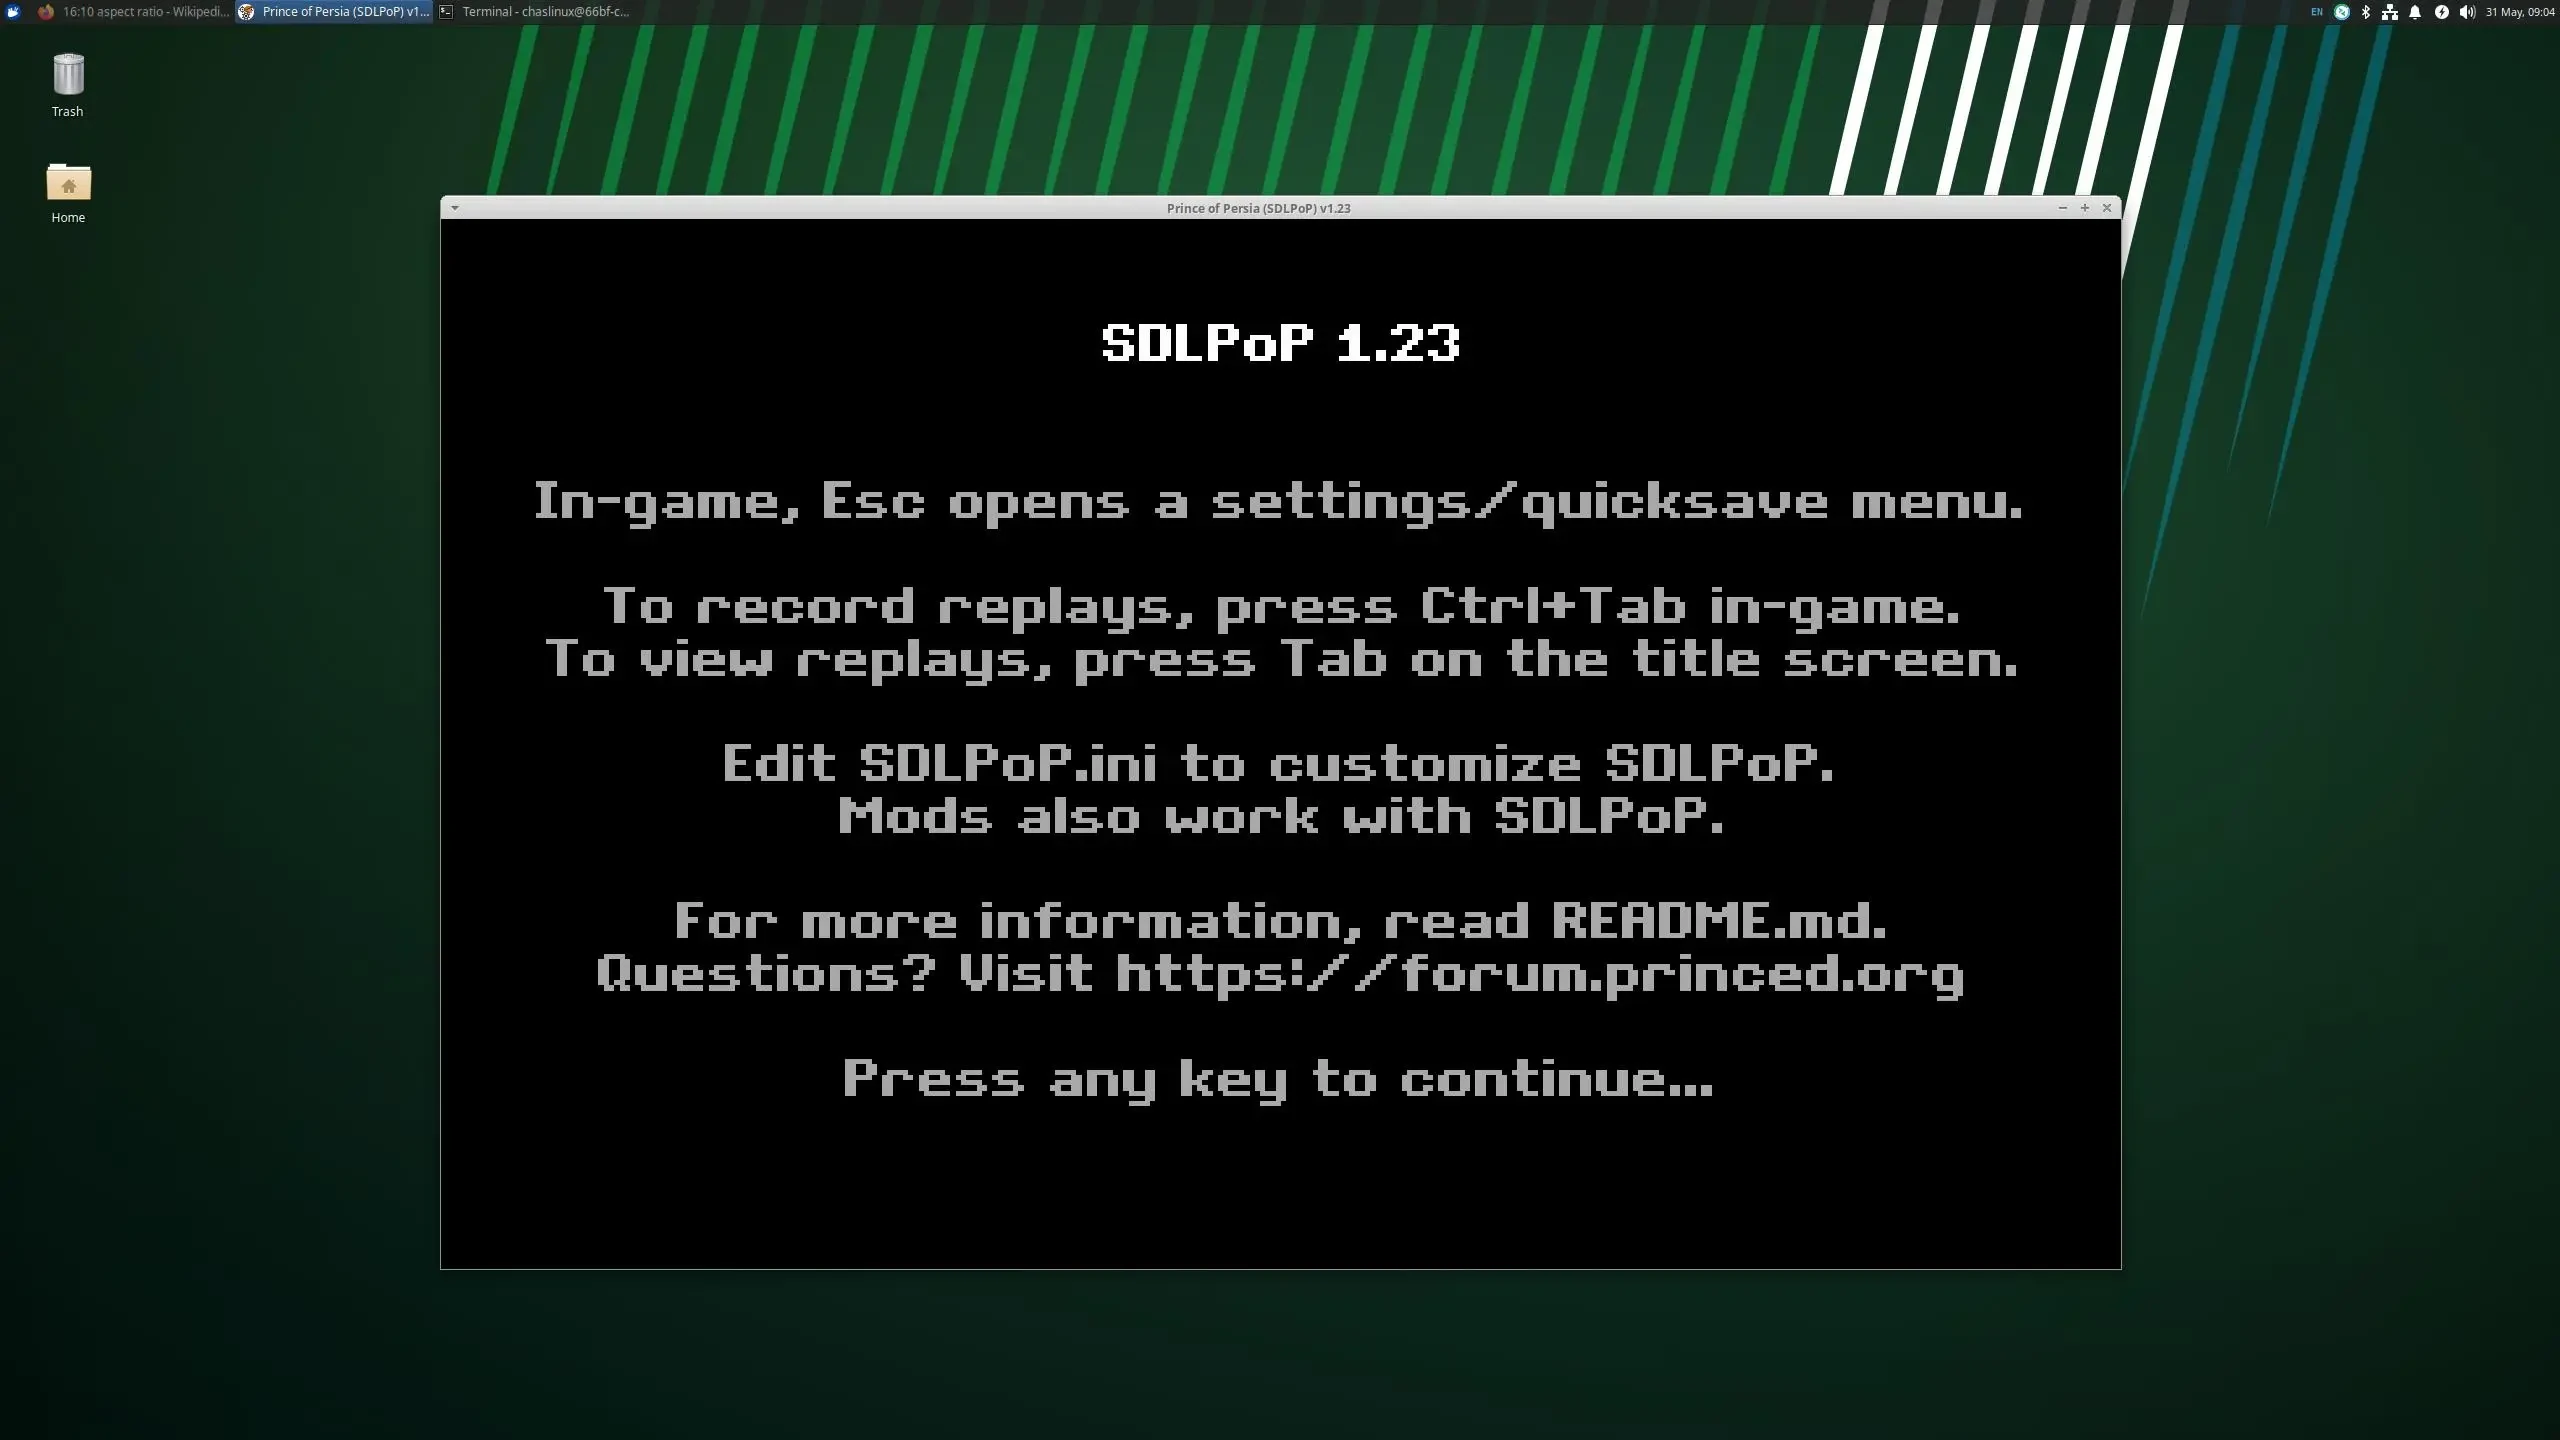 16:10 aspect ratio - Wikipedi...
Prince of Persia (SDLPoP) v1...
Terminal - chaslinux@66bf-c...
EN
31 May, 09:04
Trash
Home
Prince of Persia (SDLPoP) v1.23
SDLPoP 1.23
In-game, Esc opens a settings/quicksave menu.
To record replays, press Ctrl+Tab in-game.
To view replays, press Tab on the title screen.
Edit SDLPoP.ini to customize SDLPoP.
Mods also work with SDLPoP.
For more information, read README.md.
Questions? Visit https://forum.princed.org
Press any key to continue...